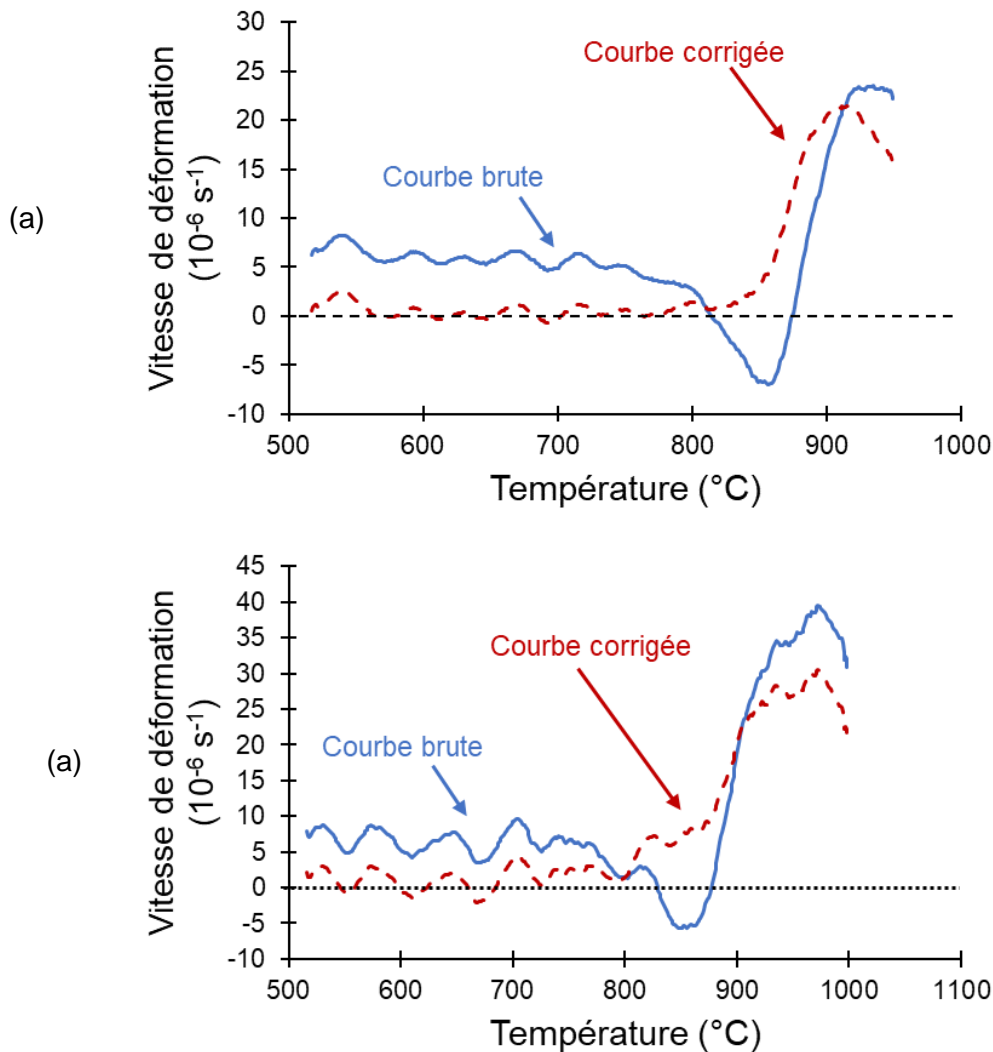 (a)
Vitesse de déformation
(10⁻⁶ s⁻¹)
30
25
20
15
10
5
0
-5
-10
Courbe corrigée
Courbe brute
500
600
700
800
900
1000
Température (°C)
(a)
Vitesse de déformation
(10⁻⁶ s⁻¹)
45
40
35
30
25
20
15
10
5
0
-5
-10
Courbe corrigée
Courbe brute
500
600
700
800
900
1000
1100
Température (°C)